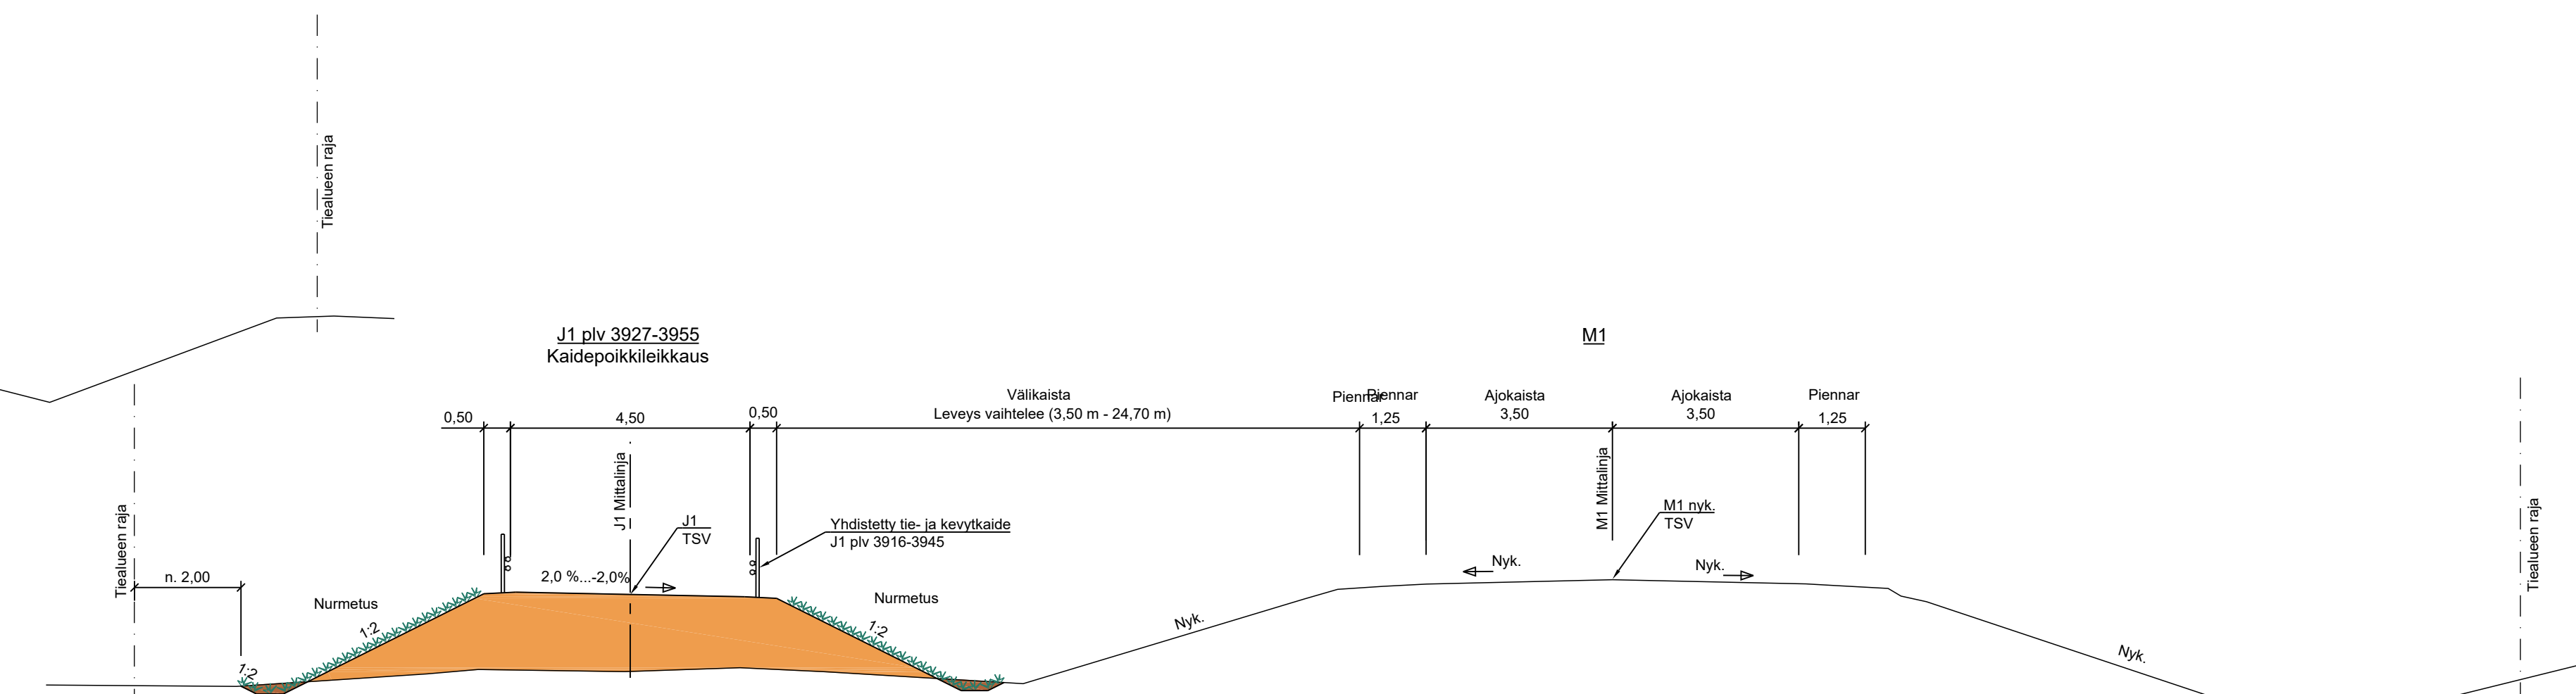 Tiealueen raja
J1 plv 3927-3955
Kaidepoikkileikkaus
M1
Välikaista
Leveys vaihtelee (3,50 m - 24,70 m)
Piennar
Piennar
Ajokaista
Ajokaista
Piennar
0,50
4,50
0,50
1,25
3,50
3,50
1,25
J1 Mittalinja
M1 Mittalinja
Tiealueen raja
Tiealueen raja
J1
TSV
Yhdistetty tie- ja kevytkaide
J1 plv 3916-3945
M1 nyk.
TSV
n. 2,00
2,0 %...-2,0%
Nyk.
Nyk.
Nurmetus
Nurmetus
1:2
1:2
1:2
Nyk.
Nyk.